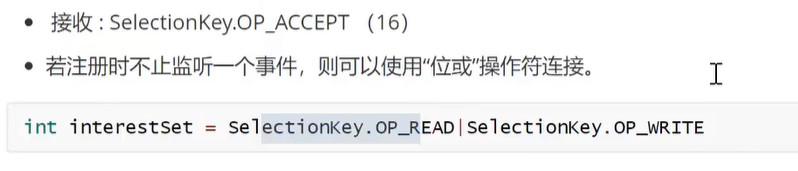 • 接收 : SelectionKey.OP_ACCEPT （16）
• 若注册时不止监听一个事件，则可以使用“位或”操作符连接。
int interestSet = SelectionKey.OP_READ|SelectionKey.OP_WRITE